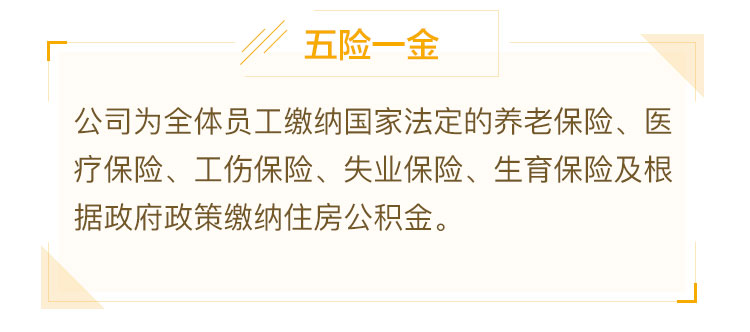 五险一金
公司为全体员工缴纳国家法定的养老保险、医
疗保险、工伤保险、失业保险、生育保险及根
据政府政策缴纳住房公积金。